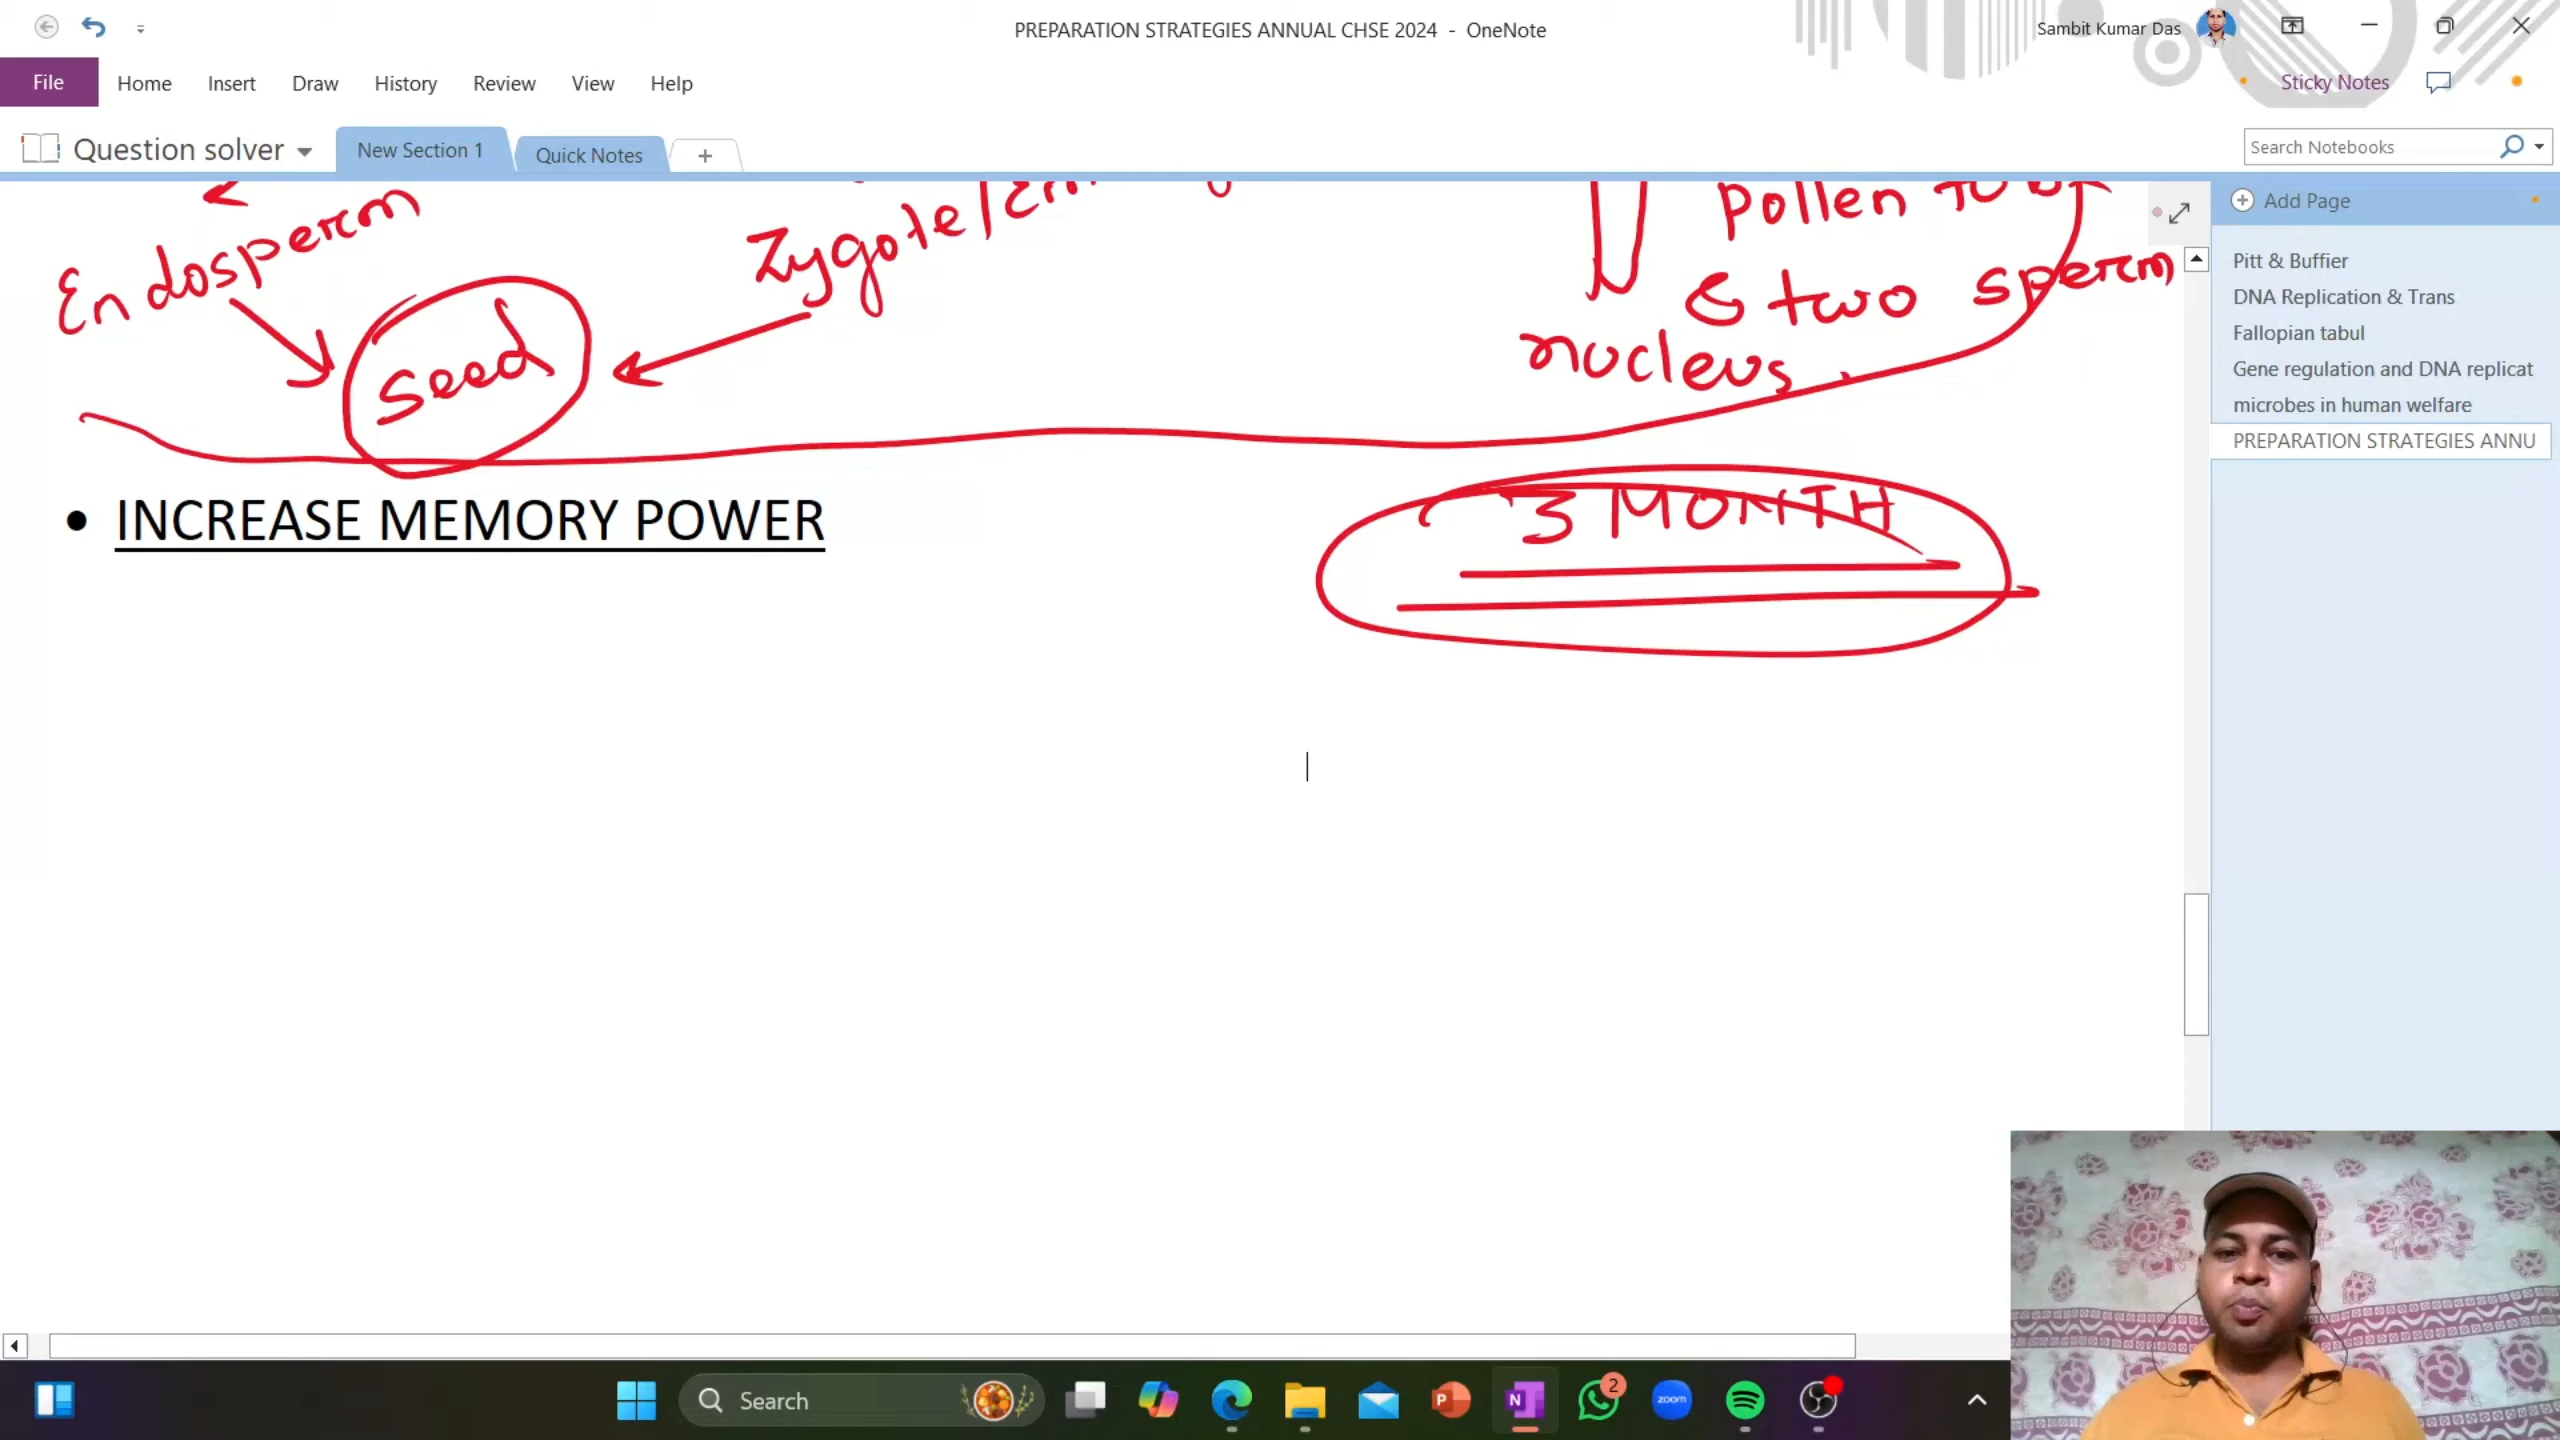 PREPARATION STRATEGIES ANNUAL CHSE 2024 - OneNote
Sambit Kumar Das
File Home Insert Draw History Review View Help
Sticky Notes
Question solver New Section 1 Quick Notes +
Search Notebooks
Add Page
Pitt & Buffier
DNA Replication & Trans
Fallopian tabul
Gene regulation and DNA replicat
microbes in human welfare
PREPARATION STRATEGIES ANNU
Endosperm
Zygote/
seed
pollen
& two sperm
nucleus.
• INCREASE MEMORY POWER
3 MONTH
Search
2
zoom